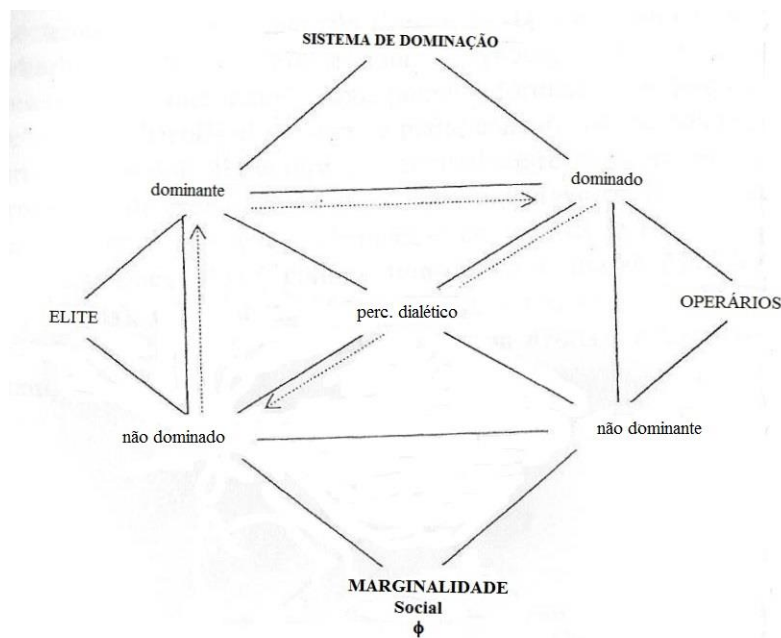 SISTEMA DE DOMINAÇÃO
dominante
dominado
ELITE
perc. dialético
OPERÁRIOS
não dominado
não dominante
MARGINALIDADE
Social
ф